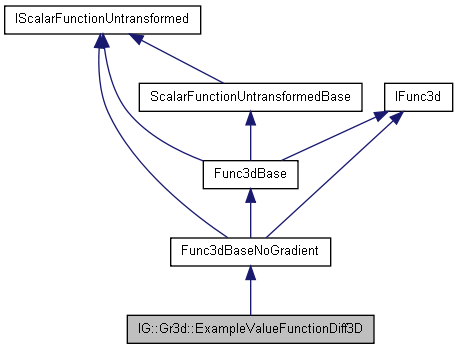 IScalarFunctionUntransformed
ScalarFunctionUntransformedBase
IFunc3d
Func3dBase
Func3dBaseNoGradient
IG::Gr3d::ExampleValueFunctionDiff3D